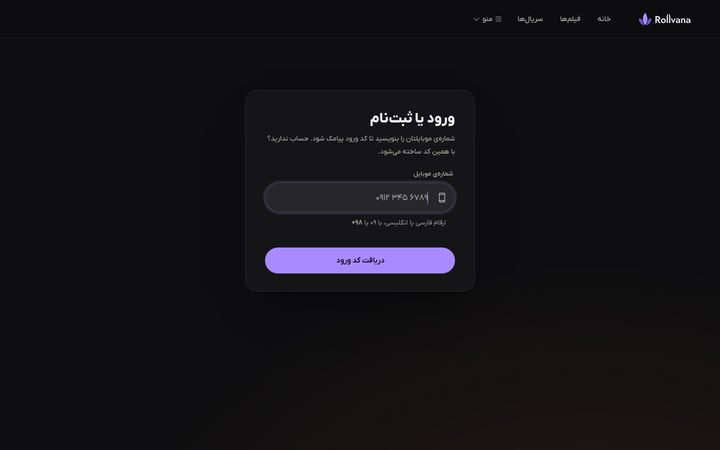 Rollvana
خانه
فیلم‌ها
سریال‌ها
منو
ورود یا ثبت‌نام
شماره‌ی موبایلتان را بنویسید تا کد ورود پیامک شود. حساب ندارید؟
با همین کد ساخته می‌شود.
شماره‌ی موبایل
۰۹۱۲ ۳۴۵ ۶۷۸۹
ارقام فارسی یا انگلیسی، با ۰۹ یا ۹۸+
دریافت کد ورود